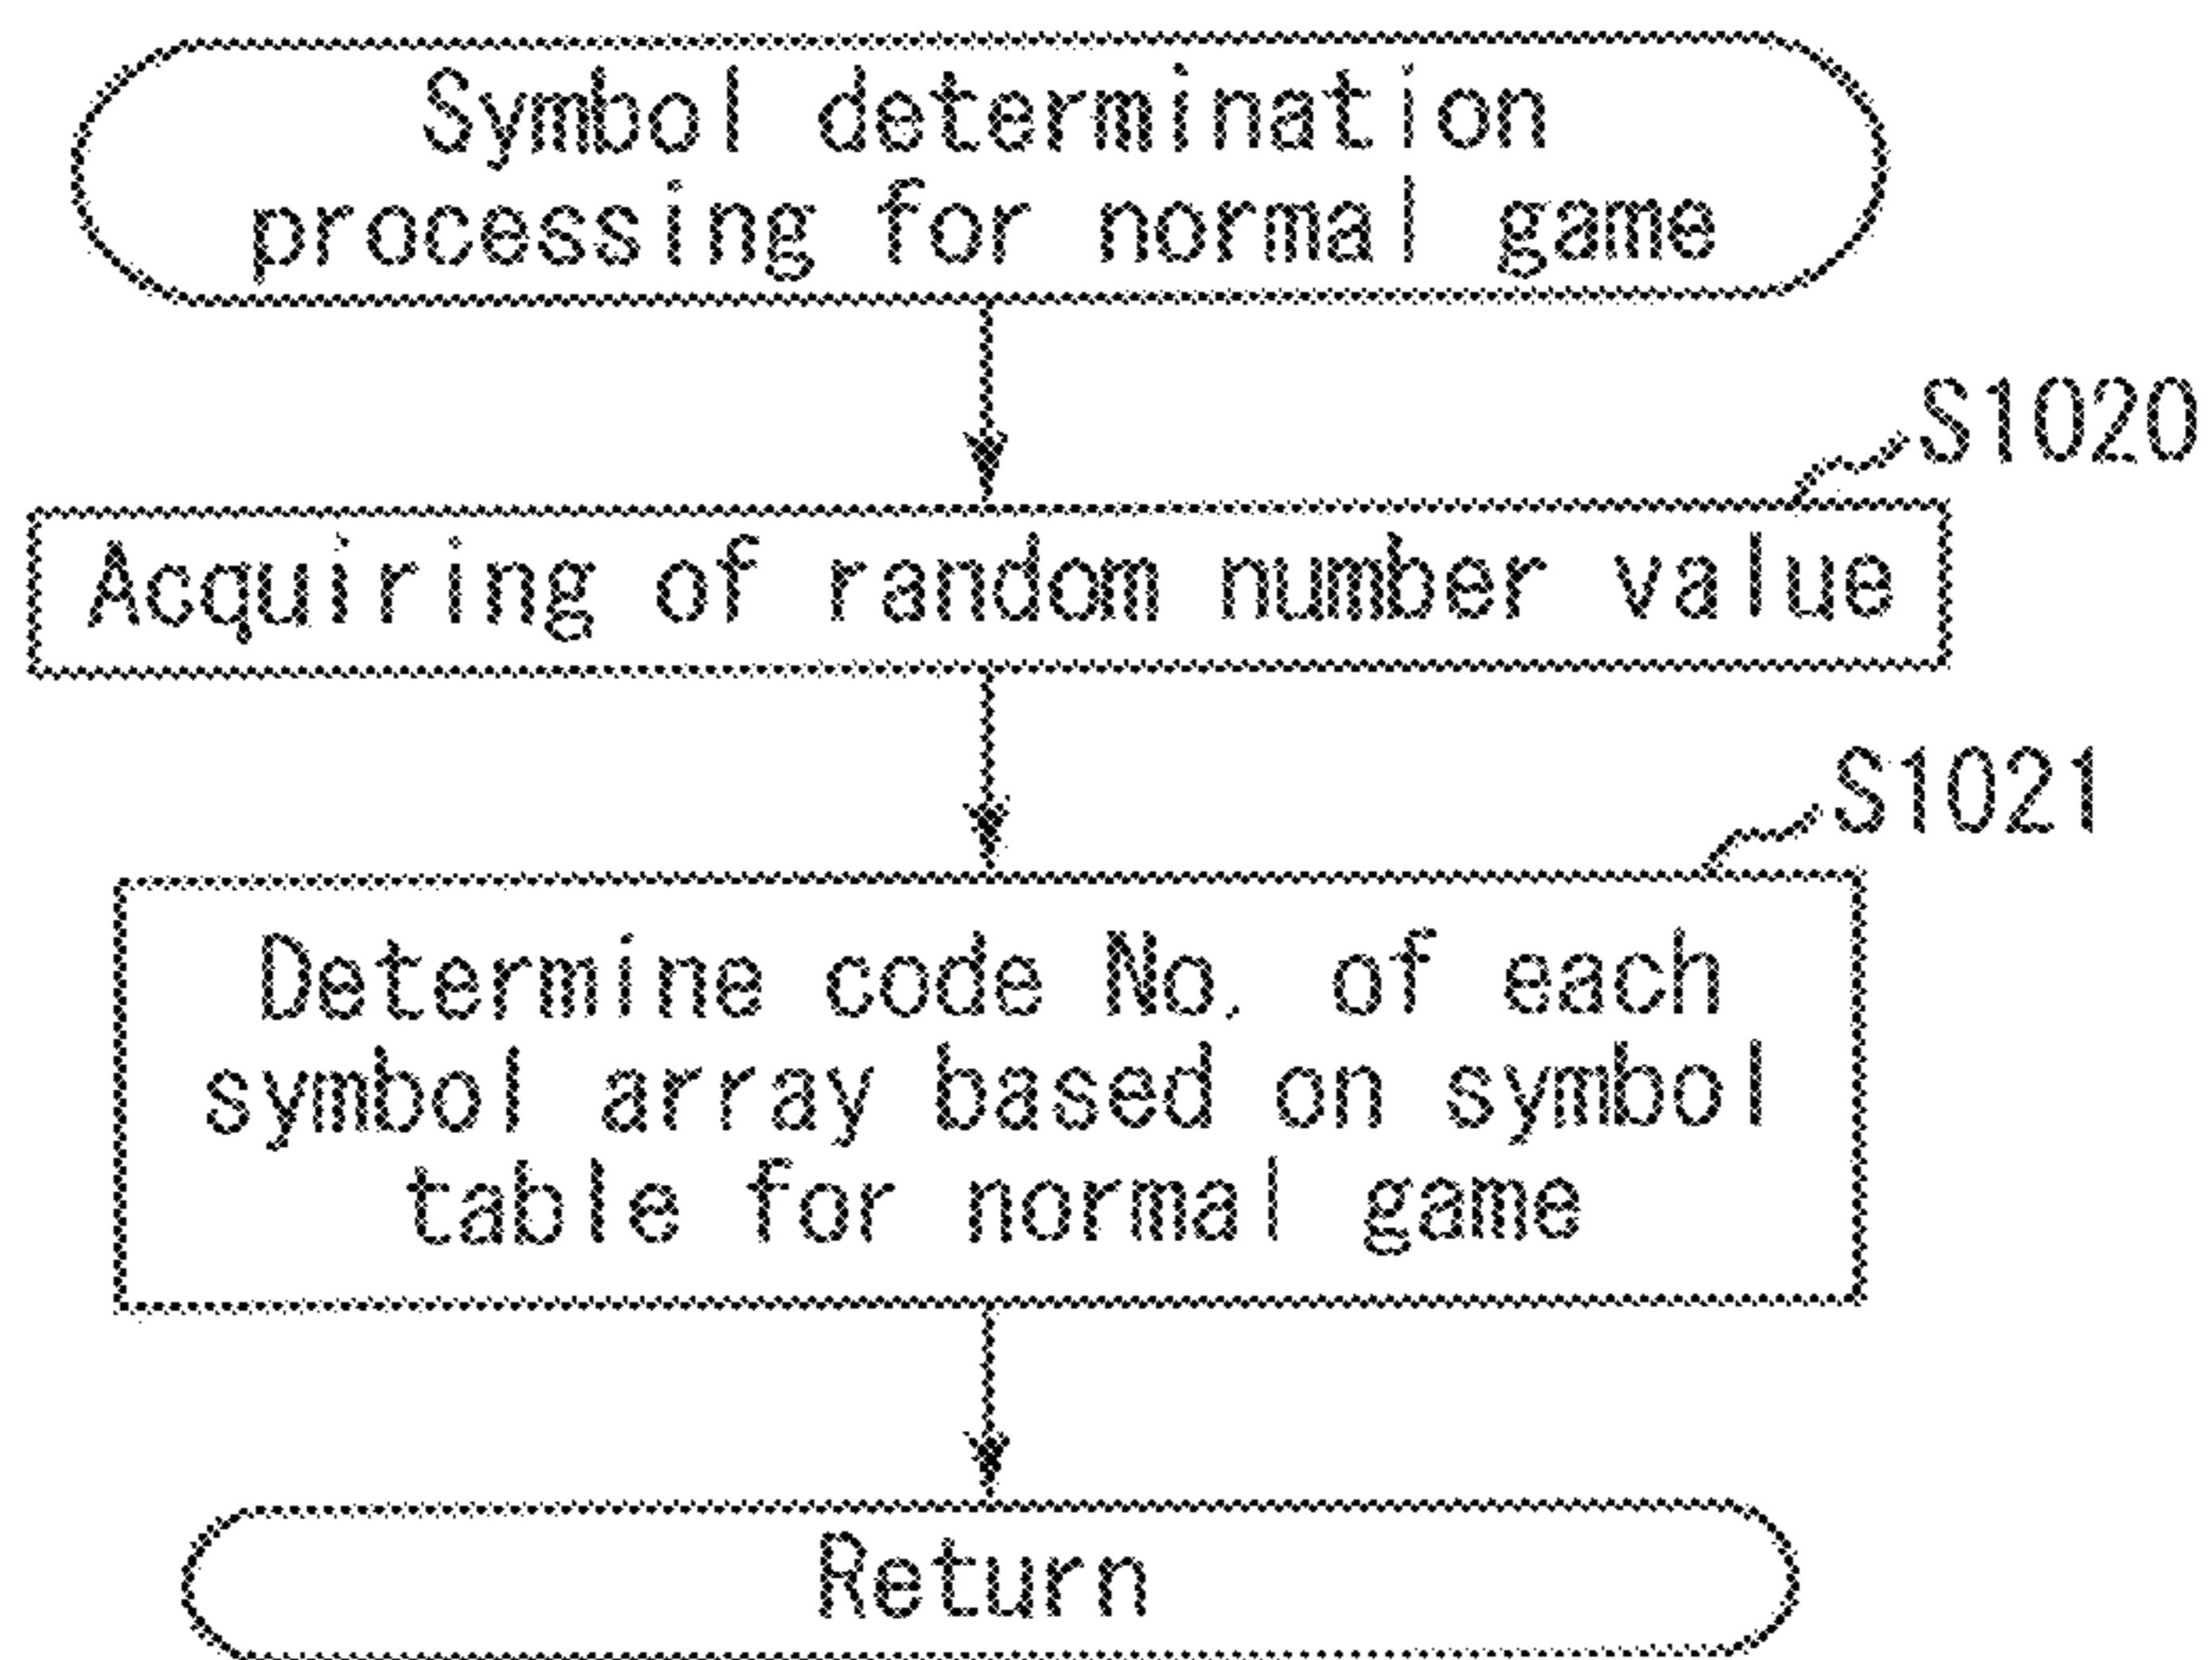 Symbol determination
processing for normal game
S1020
Acquiring of random number value
S1021
Determine code No. of each
symbol array based on symbol
table for normal game
Return